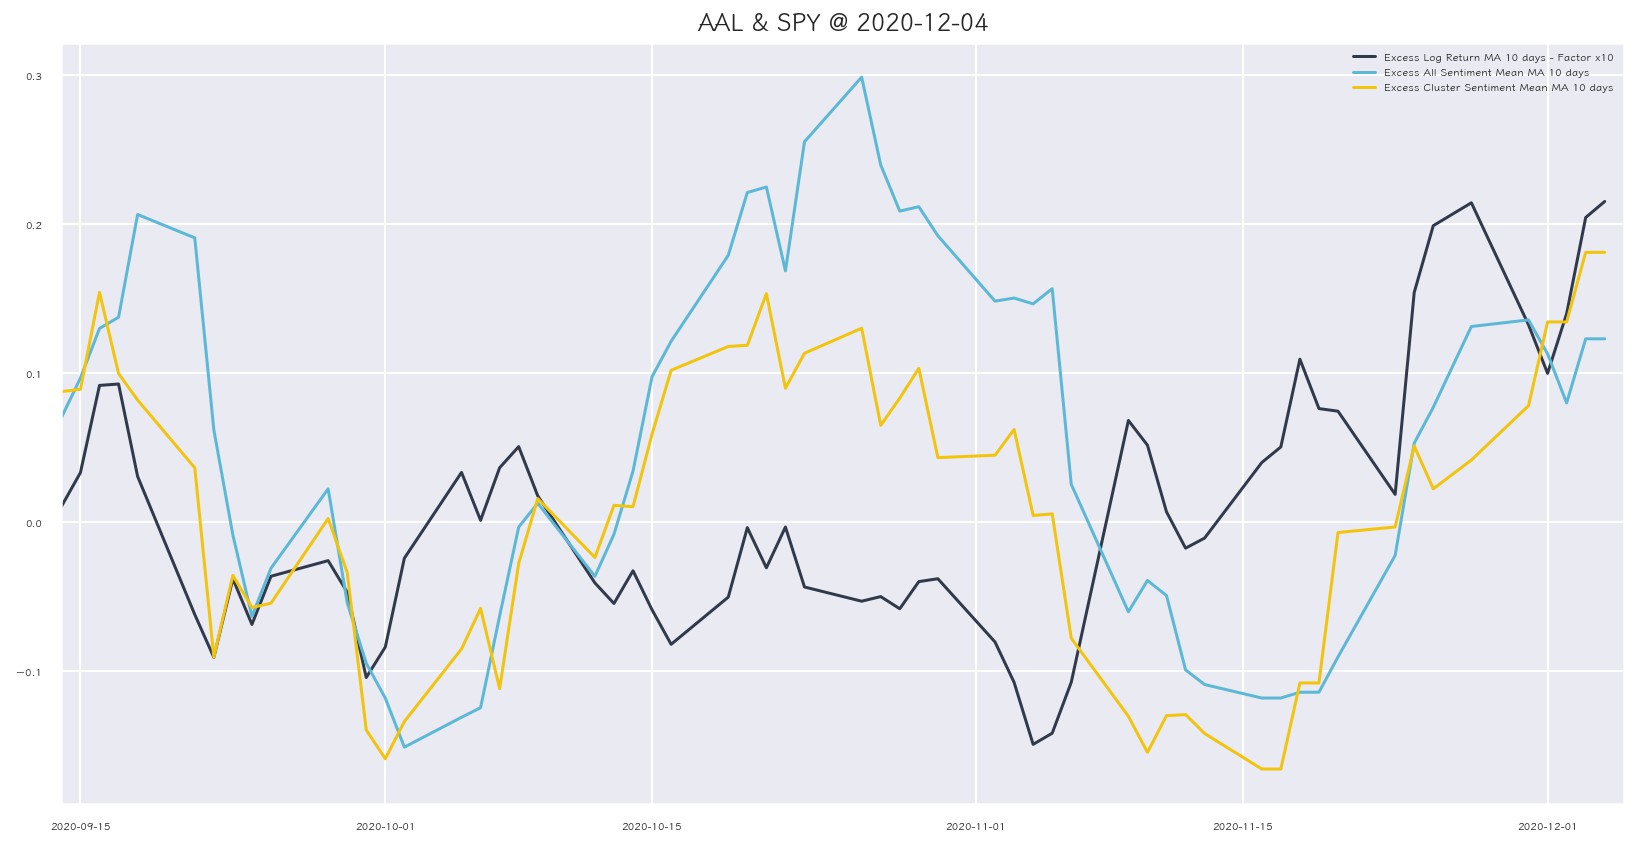 AAL & SPY @ 2020-12-04
Excess Log Return MA 10 days - Factor x10
Excess All Sentiment Mean MA 10 days
Excess Cluster Sentiment Mean MA 10 days
0.3
0.2
0.1
0.0
−0.1
2020-09-15 2020-10-01 2020-10-15 2020-11-01 2020-11-15 2020-12-01